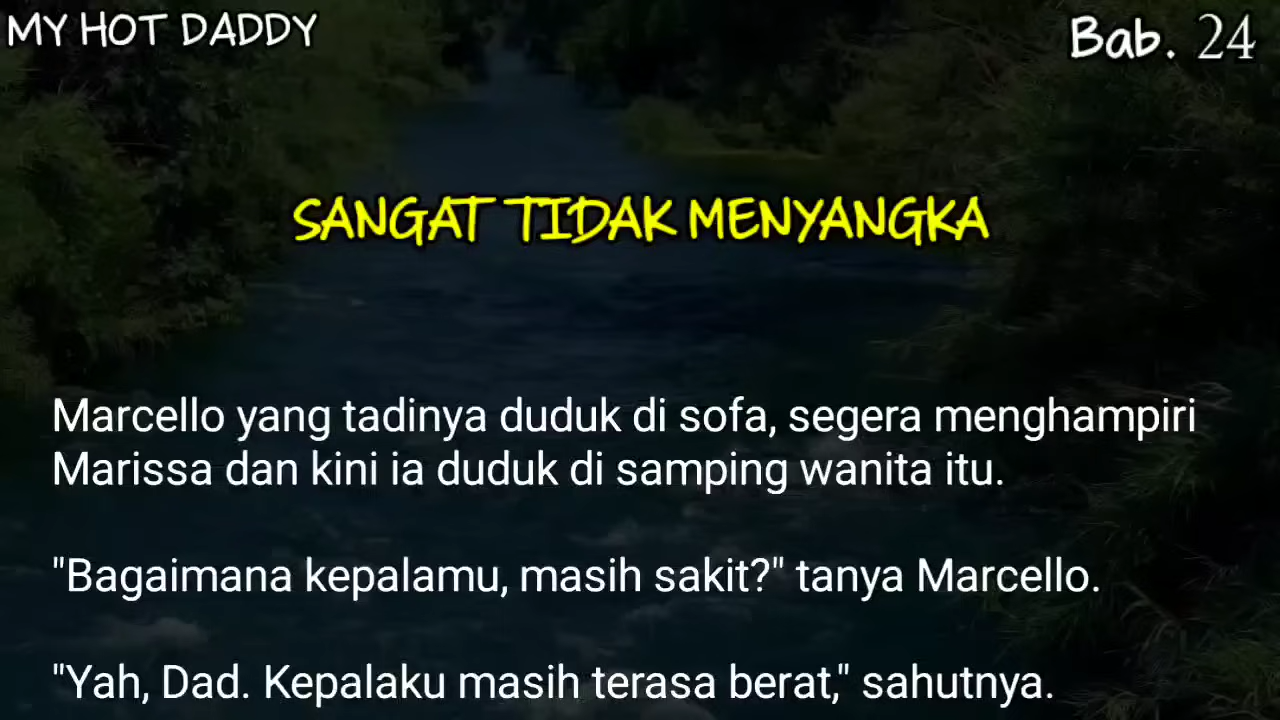 MY HOT DADDY
Bab. 24
SANGAT TIDAK MENYANGKA
Marcello yang tadinya duduk di sofa, segera menghampiri
Marissa dan kini ia duduk di samping wanita itu.
"Bagaimana kepalamu, masih sakit?" tanya Marcello.
"Yah, Dad. Kepalaku masih terasa berat," sahutnya.